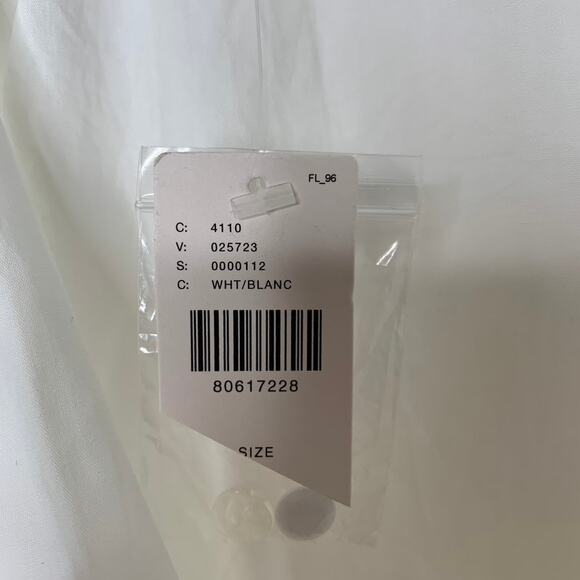 FL_96
C: 4110
V: 025723
S: 0000112
C: WHT/BLANC
80617228
SIZE